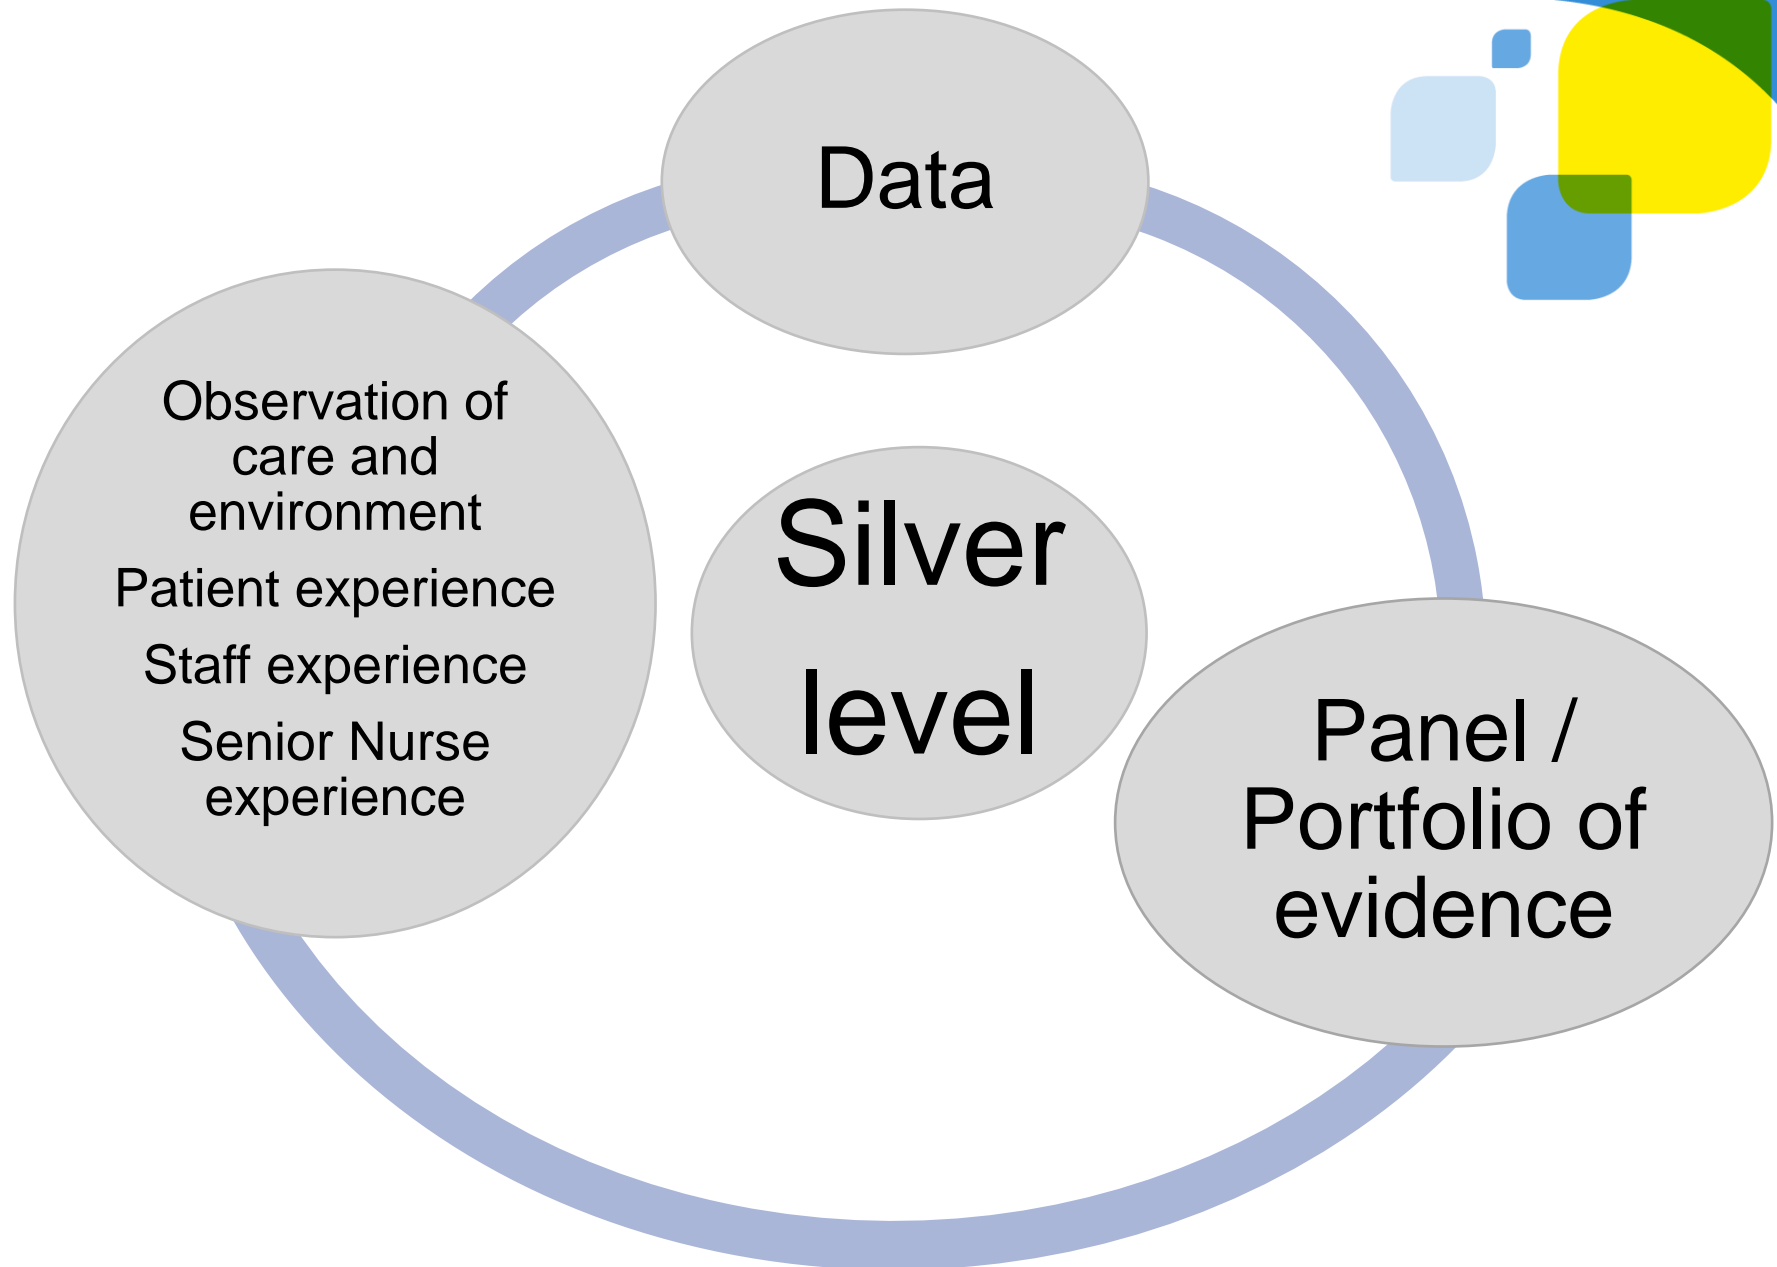 Data
Observation of
care and
environment
Patient experience
Staff experience
Senior Nurse
experience
Silver
level
Panel /
Portfolio of
evidence